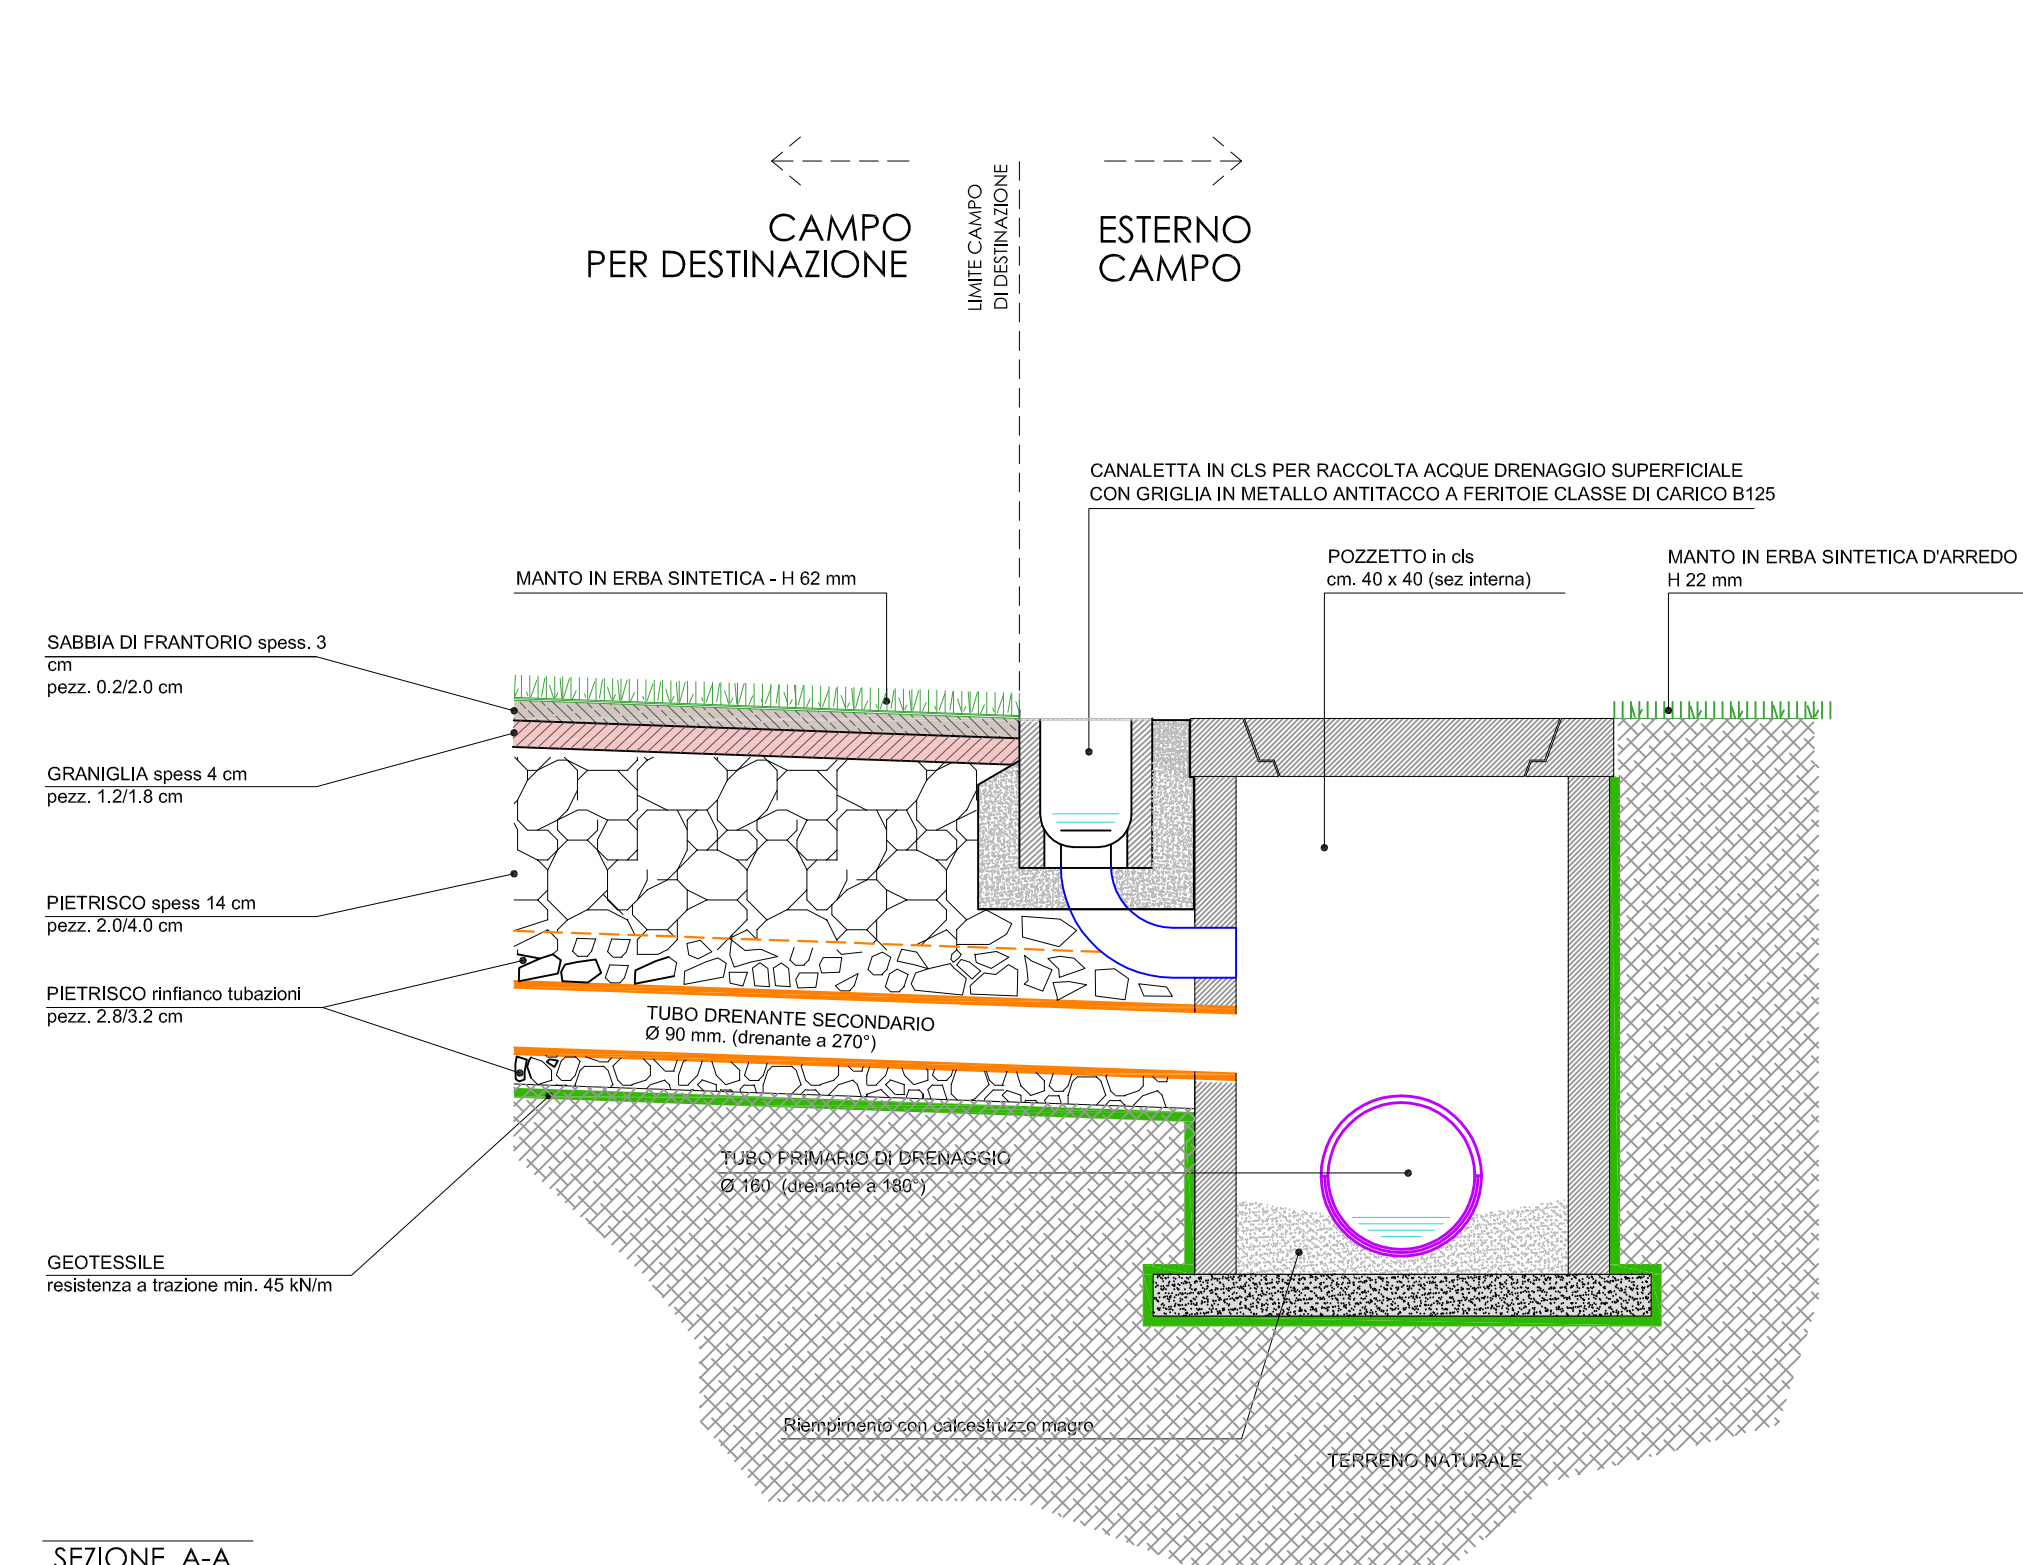 CAMPO
PER DESTINAZIONE
LIMITE CAMPO
DI DESTINAZIONE
ESTERNO
CAMPO
CANALETTA IN CLS PER RACCOLTA ACQUE DRENAGGIO SUPERFICIALE
CON GRIGLIA IN METALLO ANTITACCO A FERITOIE CLASSE DI CARICO B125
POZZETTO in cls
cm. 40 x 40 (sez interna)
MANTO IN ERBA SINTETICA D'ARREDO
H 22 mm
MANTO IN ERBA SINTETICA - H 62 mm
SABBIA DI FRANTORIO spess. 3
cm
pezz. 0.2/2.0 cm
GRANIGLIA spess 4 cm
pezz. 1.2/1.8 cm
PIETRISCO spess 14 cm
pezz. 2.0/4.0 cm
PIETRISCO rinfianco tubazioni
pezz. 2.8/3.2 cm
TUBO DRENANTE SECONDARIO
Ø 90 mm. (drenante a 270°)
TUBO PRIMARIO DI DRENAGGIO
Ø 160 (drenante a 180°)
GEOTESSILE
resistenza a trazione min. 45 kN/m
Riempimento con calcestruzzo magro
TERRENO NATURALE
SEZIONE A-A